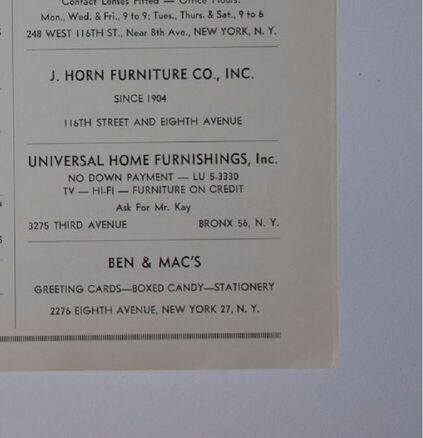 Contact Lenses Fitted — Office Hours:
Mon., Wed. & Fri., 9 to 9; Tues., Thurs. & Sat., 9 to 6
248 WEST 116TH ST., Near 8th Ave., NEW YORK, N. Y.
J. HORN FURNITURE CO., INC.
SINCE 1904
116TH STREET AND EIGHTH AVENUE
UNIVERSAL HOME FURNISHINGS, Inc.
NO DOWN PAYMENT — LU 5-3330
TV — HI-FI — FURNITURE ON CREDIT
Ask For Mr. Kay
3275 THIRD AVENUE BRONX 56, N. Y.
BEN & MAC'S
GREETING CARDS—BOXED CANDY—STATIONERY
2276 EIGHTH AVENUE, NEW YORK 27, N. Y.